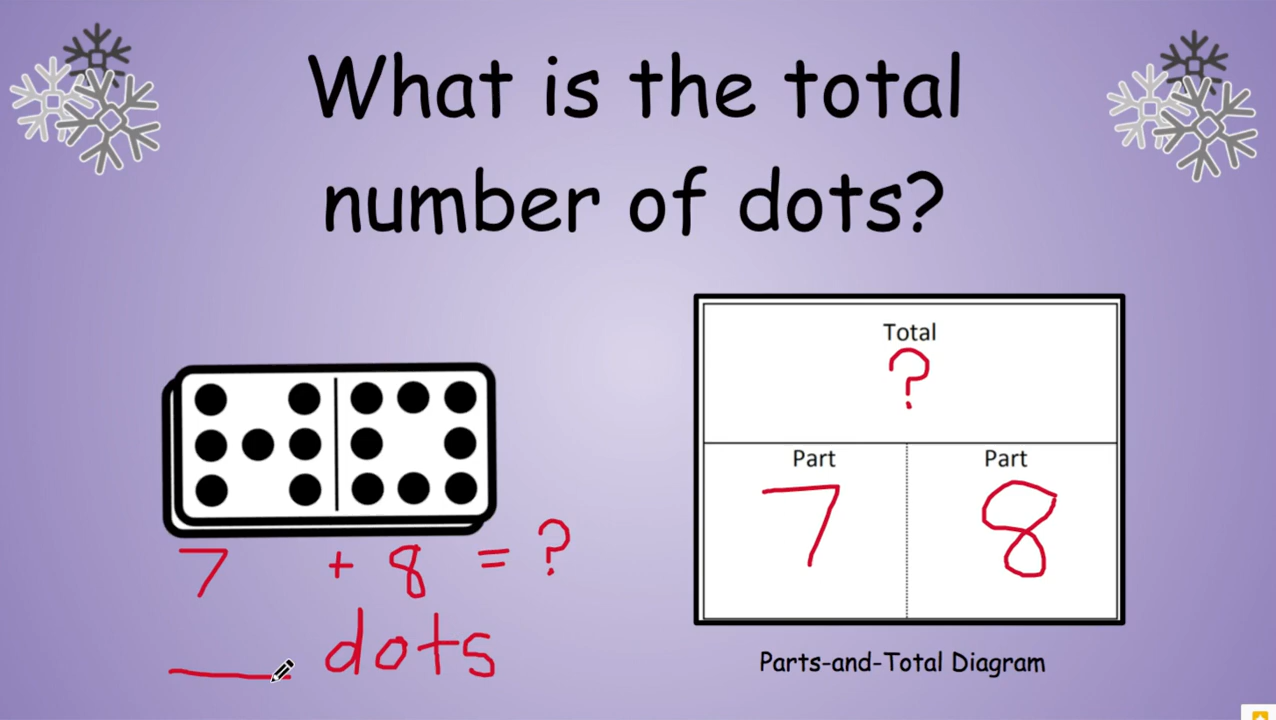 What is the total
number of dots?
7 + 8 = ?
___ dots
Total
?
Part Part
7 8
Parts-and-Total Diagram